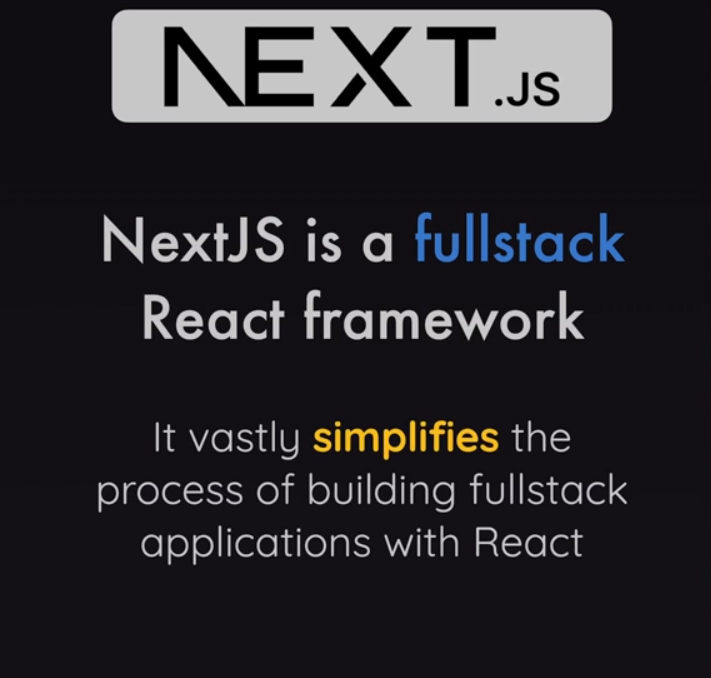 NEXT.JS
NextJS is a fullstack
React framework
It vastly simplifies the
process of building fullstack
applications with React